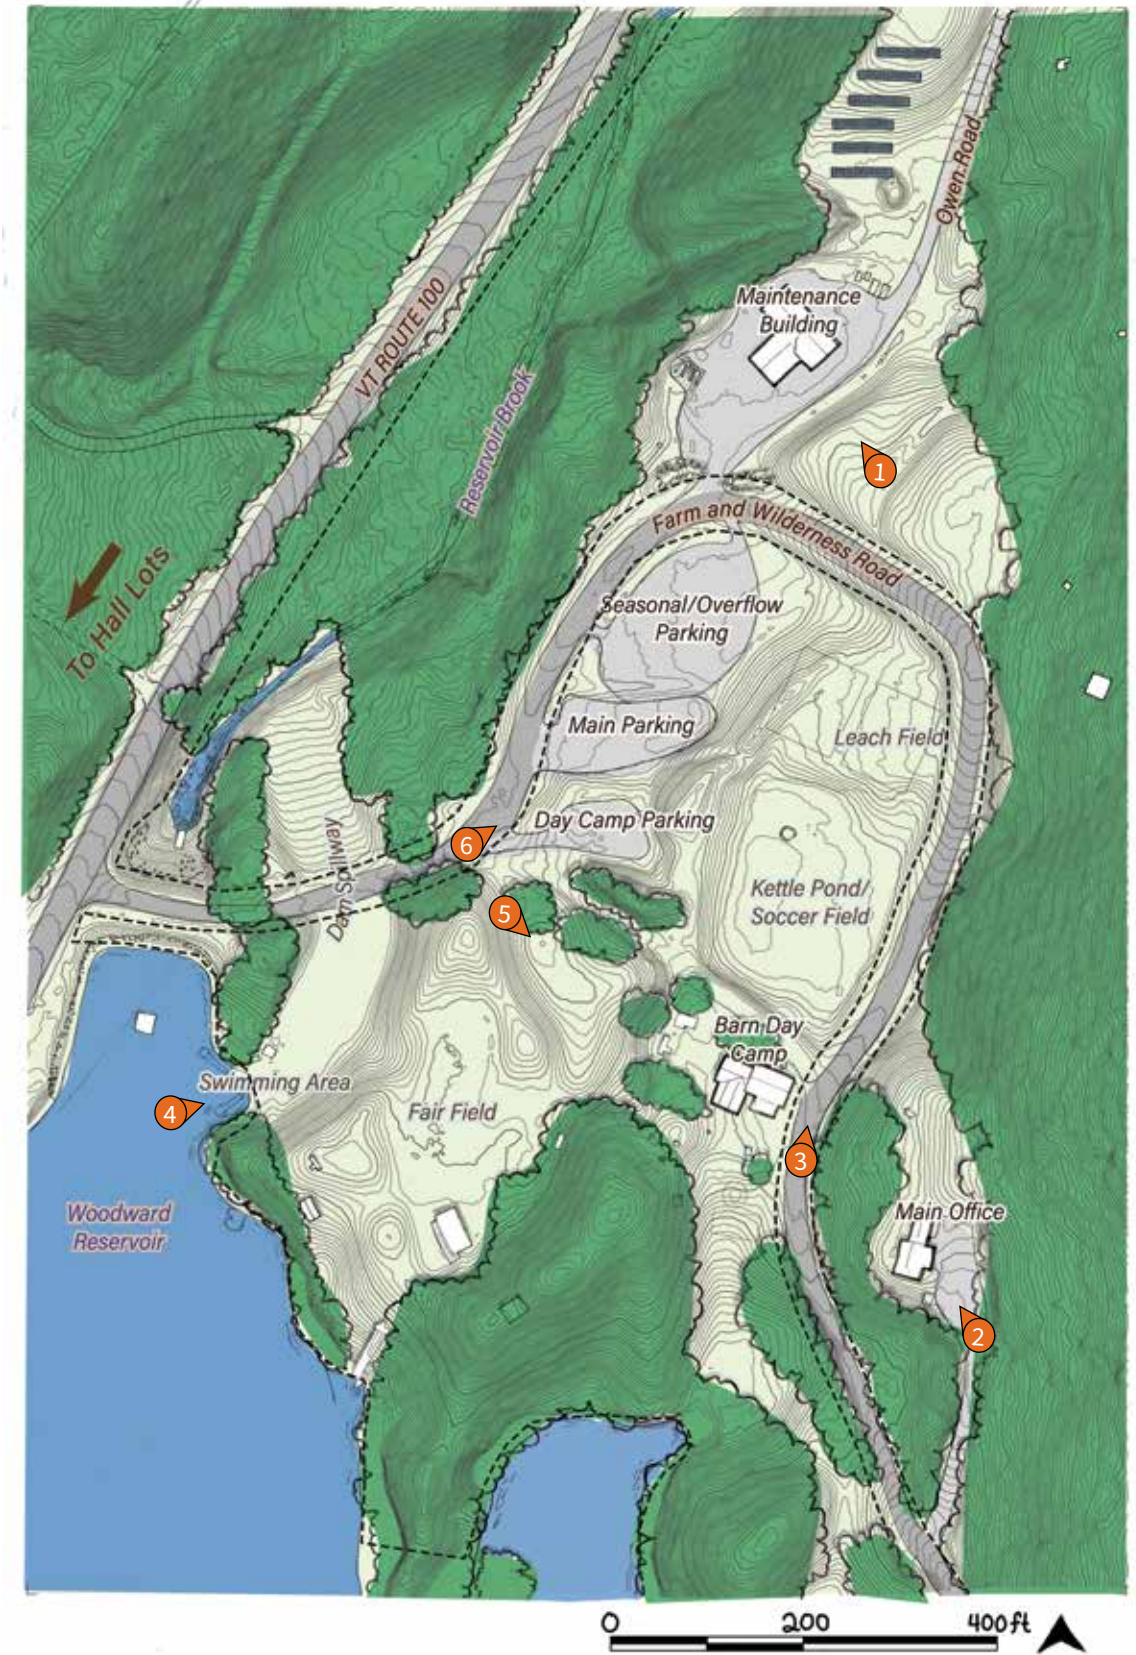 Owen Road
Maintenance
Building
VT ROUTE 100
Reservoir Brook
1
Farm and Wilderness Road
To Hall Lots
Seasonal/Overflow
Parking
Main Parking
Leach Field
Day Camp Parking
6
Dam Spillway
Kettle Pond/
Soccer Field
5
Barn Day
Camp
Swimming Area
4
Fair Field
3
Woodward
Reservoir
Main Office
2
0 200 400ft